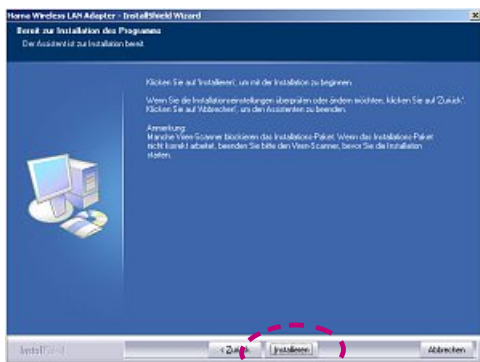 Hama Wireless LAN Adapter - InstallShield Wizard
Bereit zur Installation des Programms
Der Assistent ist zur Installation bereit.
Klicken Sie auf 'Installieren', um mit der Installation zu beginnen.
Wenn Sie die Installationseinstellungen überprüfen oder ändern möchten, klicken Sie auf 'Zurück'.
Klicken Sie auf 'Abbrechen', um den Assistenten zu beenden.
Anmerkung:
Manche Viren-Scanner blockieren das Installations-Paket. Wenn das Installations-Paket
nicht korrekt arbeitet, beenden Sie bitte den Viren-Scanner, bevor Sie die Installation
starten.
InstallShield
< Zurück
Installieren
Abbrechen